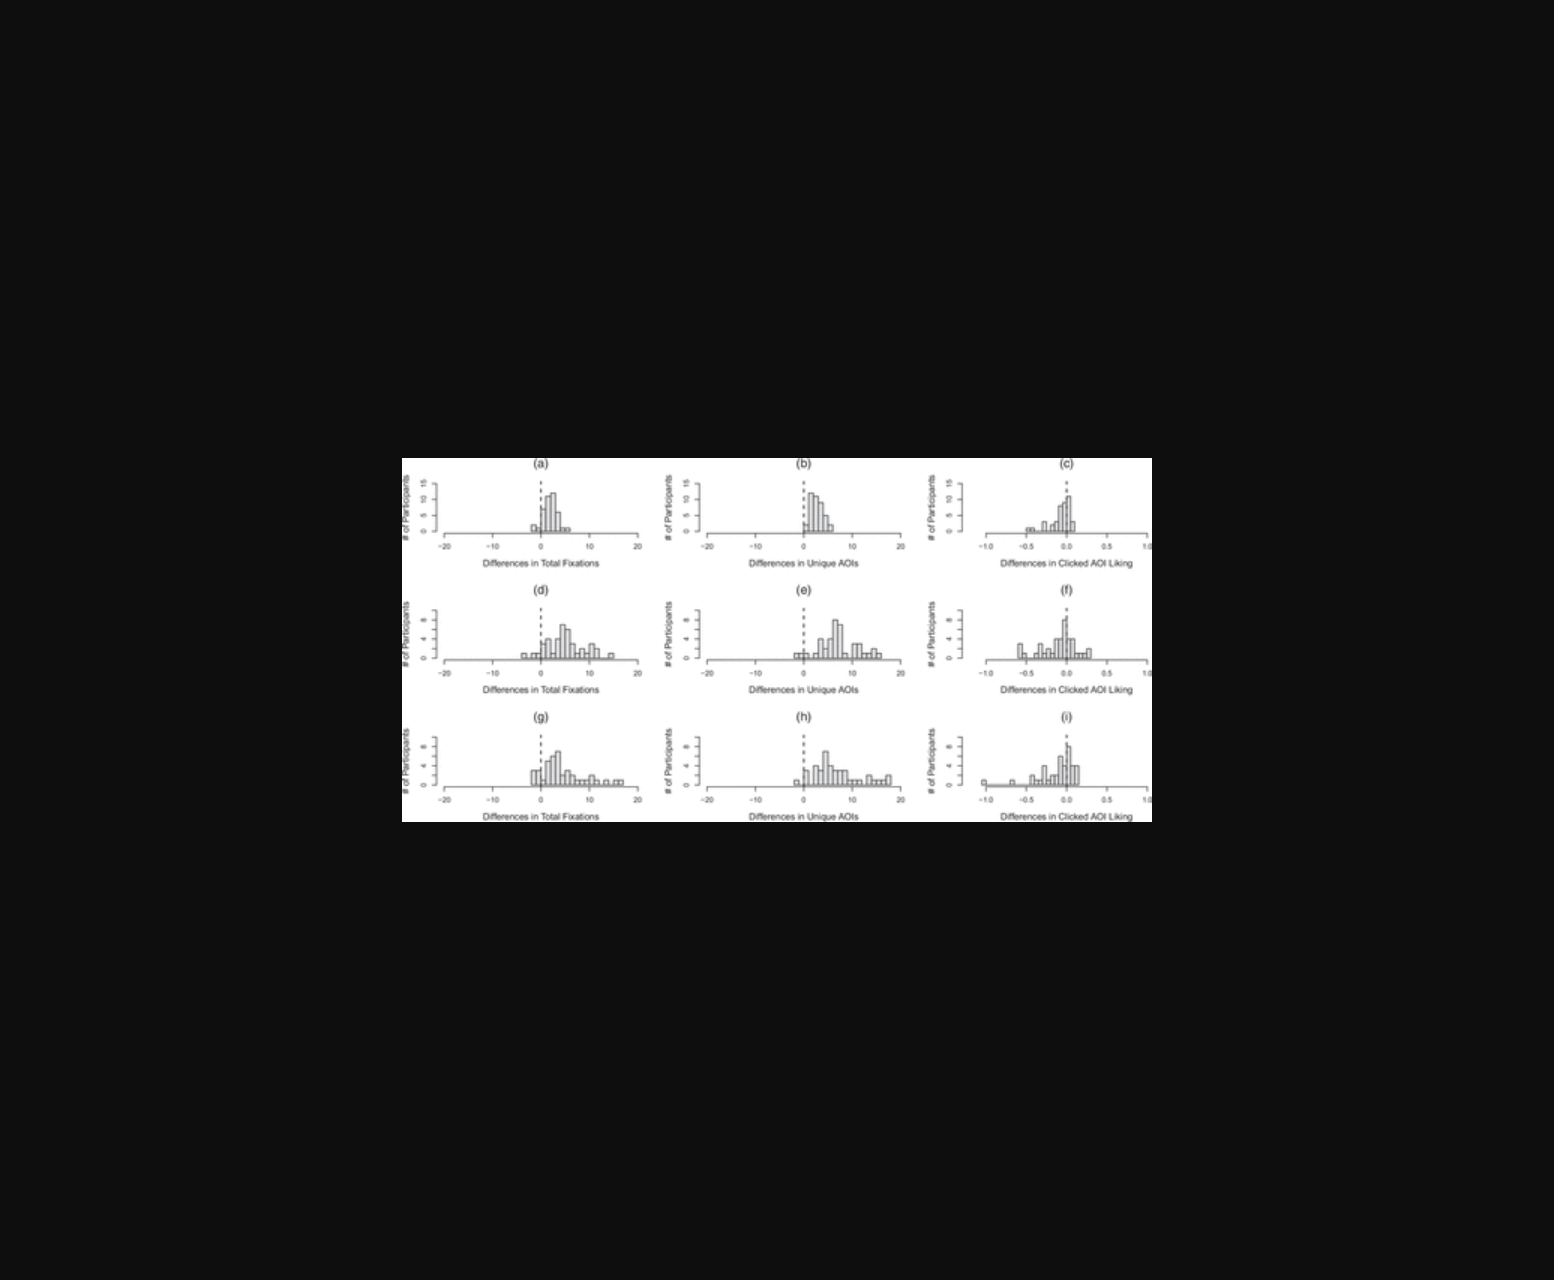 (a) (b) (c)
# of Participants # of Participants # of Participants
0 5 10 15 0 5 10 15 0 5 10 15
−20 −10 0 10 20 −20 −10 0 10 20 −1.0 −0.5 0.0 0.5 1.0
Differences in Total Fixations Differences in Unique AOIs Differences in Clicked AOI Liking
(d) (e) (f)
# of Participants # of Participants # of Participants
0 4 8 0 4 8 0 4 8
−20 −10 0 10 20 −20 −10 0 10 20 −1.0 −0.5 0.0 0.5 1.0
Differences in Total Fixations Differences in Unique AOIs Differences in Clicked AOI Liking
(g) (h) (i)
# of Participants # of Participants # of Participants
0 4 8 0 4 8 0 4 8
−20 −10 0 10 20 −20 −10 0 10 20 −1.0 −0.5 0.0 0.5 1.0
Differences in Total Fixations Differences in Unique AOIs Differences in Clicked AOI Liking